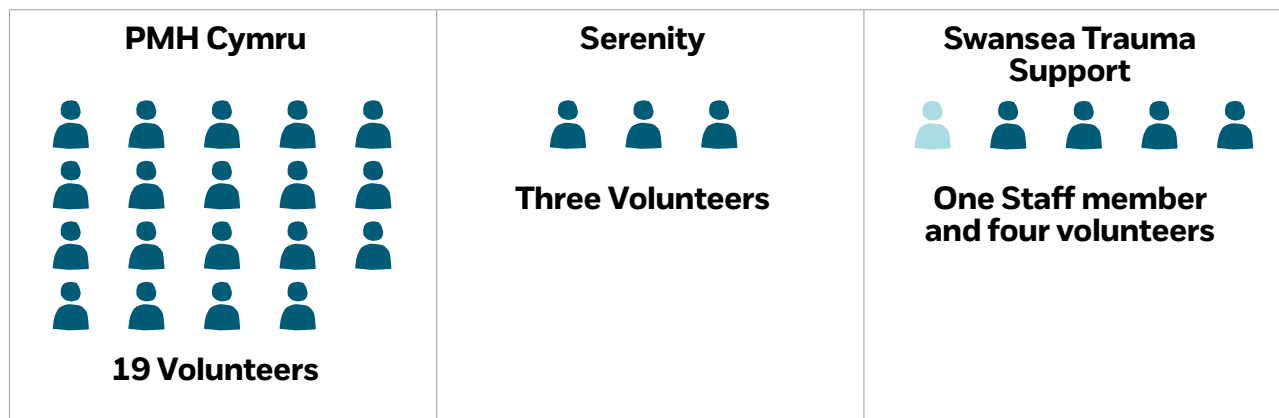 PMH Cymru
19 Volunteers
Serenity
Three Volunteers
Swansea Trauma
Support
One Staff member
and four volunteers